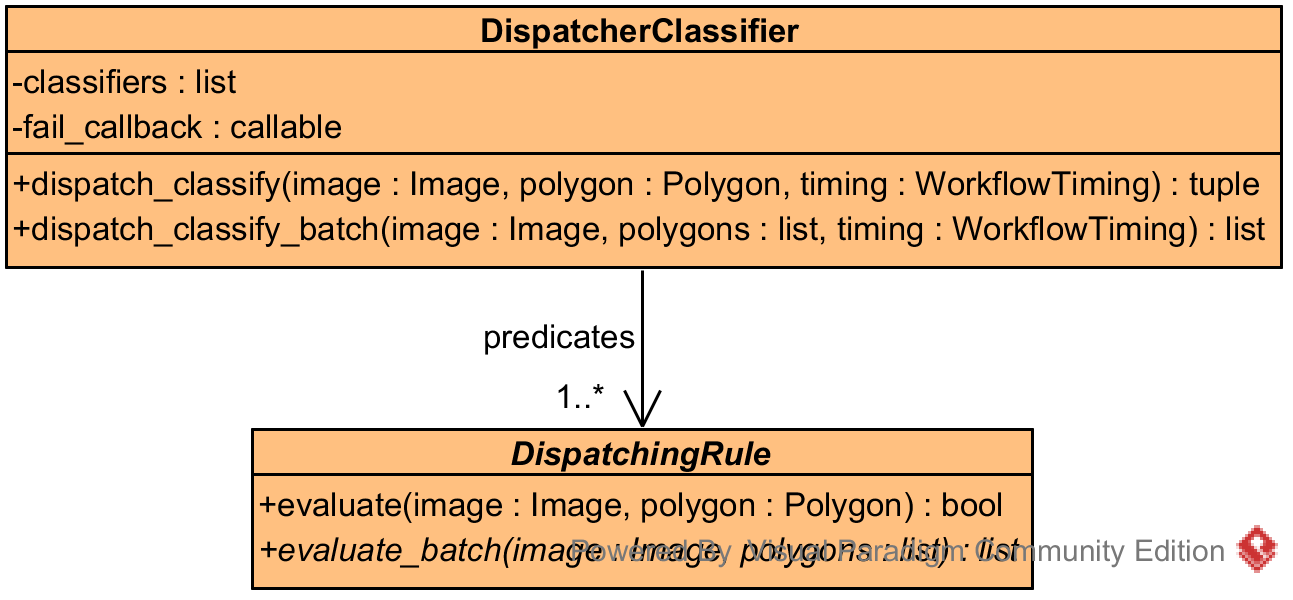 DispatcherClassifier
-classifiers : list
-fail_callback : callable
+dispatch_classify(image : Image, polygon : Polygon, timing : WorkflowTiming) : tuple
+dispatch_classify_batch(image : Image, polygons : list, timing : WorkflowTiming) : list
predicates
1..*
DispatchingRule
+evaluate(image : Image, polygon : Polygon) : bool
+evaluate_batch(image : Image, polygons : list) : list
Powered By Visual Paradigm Community Edition